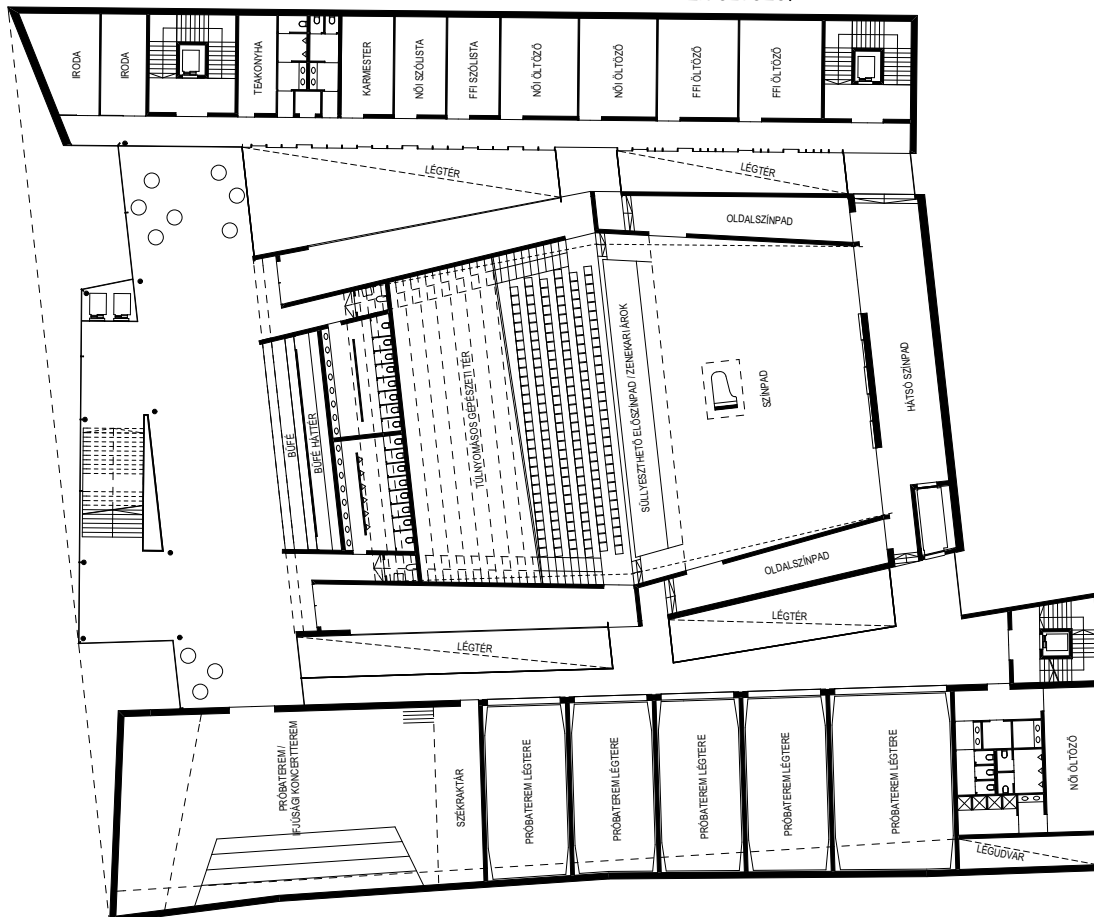 IRODA
IRODA
TEAKONYHA
KARMESTER
NŐI SZÓLISTA
FFI SZÓLISTA
NŐI ÖLTÖZŐ
NŐI ÖLTÖZŐ
FFI ÖLTÖZŐ
FFI ÖLTÖZŐ
LÉGTÉR
LÉGTÉR
OLDALSZÍNPAD
BÜFÉ
BÜFÉ HÁTTÉR
TÚLNYOMÁSOS GÉPÉSZETI TÉR
SÜLLYESZTHETŐ ELŐSZÍNPAD / ZENEKARI ÁROK
SZÍNPAD
HÁTSÓ SZÍNPAD
OLDALSZÍNPAD
LÉGTÉR
LÉGTÉR
PRÓBATEREM /
IFJÚSÁGI KONCERTTEREM
SZÉKRAKTÁR
PRÓBATEREM LÉGTERE
PRÓBATEREM LÉGTERE
PRÓBATEREM LÉGTERE
PRÓBATEREM LÉGTERE
PRÓBATEREM LÉGTERE
NŐI ÖLTÖZŐ
LÉGUDVAR